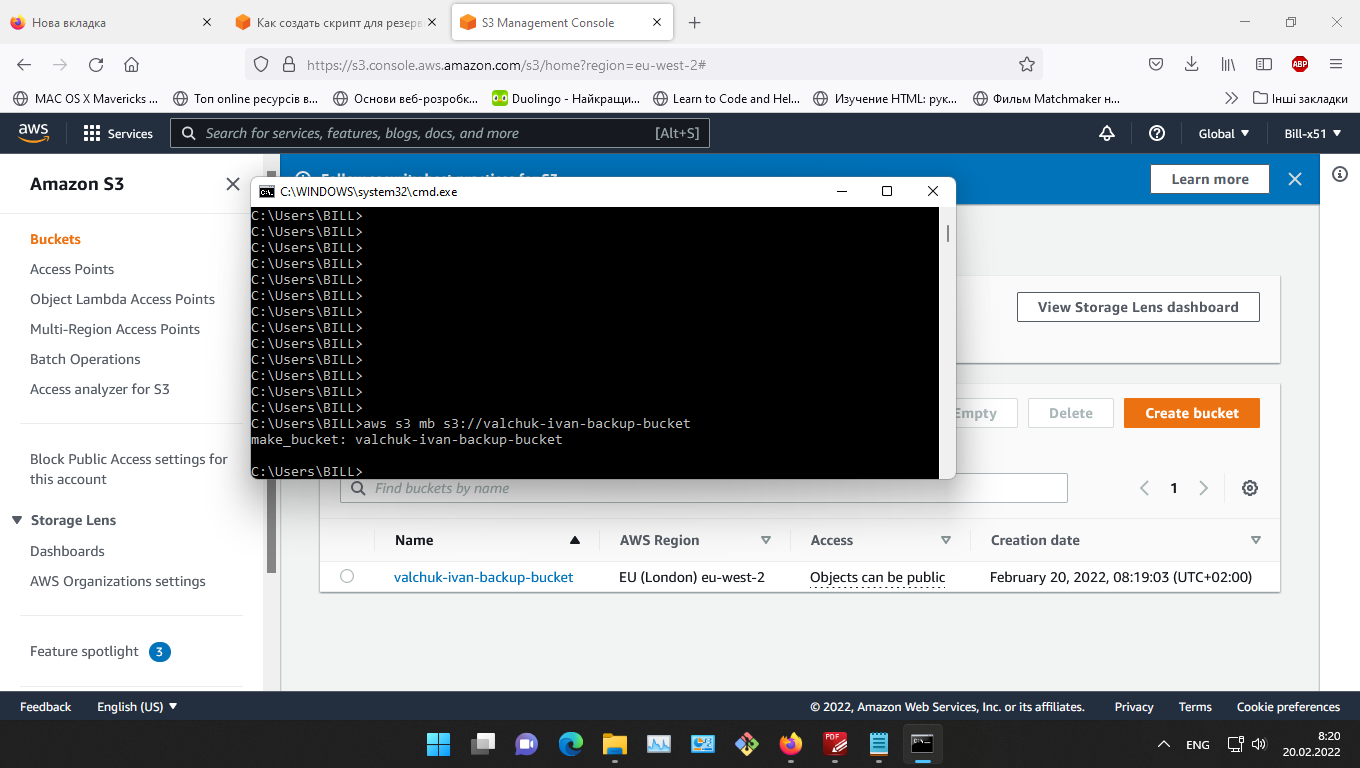 Нова вкладка
Как создать скрипт для резерв
S3 Management Console
https://s3.console.aws.amazon.com/s3/home?region=eu-west-2#
ABP
MAC OS X Mavericks ...
Топ online ресурсів в...
Основи веб-розробк...
Duolingo - Найкращи...
Learn to Code and Hel...
Изучение HTML: рук...
Фильм Matchmaker н...
Інші закладки
aws
Services
Search for services, features, blogs, docs, and more
[Alt+S]
Global
Bill-x51
Amazon S3
Buckets
Access Points
Object Lambda Access Points
Multi-Region Access Points
Batch Operations
Access analyzer for S3
Block Public Access settings for
this account
Storage Lens
Dashboards
AWS Organizations settings
Feature spotlight
3
Follow security best practices for S3
Learn more
C:\WINDOWS\system32\cmd.exe
C:\Users\BILL>
C:\Users\BILL>
C:\Users\BILL>
C:\Users\BILL>
C:\Users\BILL>
C:\Users\BILL>
C:\Users\BILL>
C:\Users\BILL>
C:\Users\BILL>
C:\Users\BILL>
C:\Users\BILL>
C:\Users\BILL>
C:\Users\BILL>
C:\Users\BILL>aws s3 mb s3://valchuk-ivan-backup-bucket
make_bucket: valchuk-ivan-backup-bucket
C:\Users\BILL>
View Storage Lens dashboard
Empty
Delete
Create bucket
Find buckets by name
1
Name
AWS Region
Access
Creation date
valchuk-ivan-backup-bucket
EU (London) eu-west-2
Objects can be public
February 20, 2022, 08:19:03 (UTC+02:00)
Feedback
English (US)
© 2022, Amazon Web Services, Inc. or its affiliates.
Privacy
Terms
Cookie preferences
PDF
ENG
8:20
20.02.2022